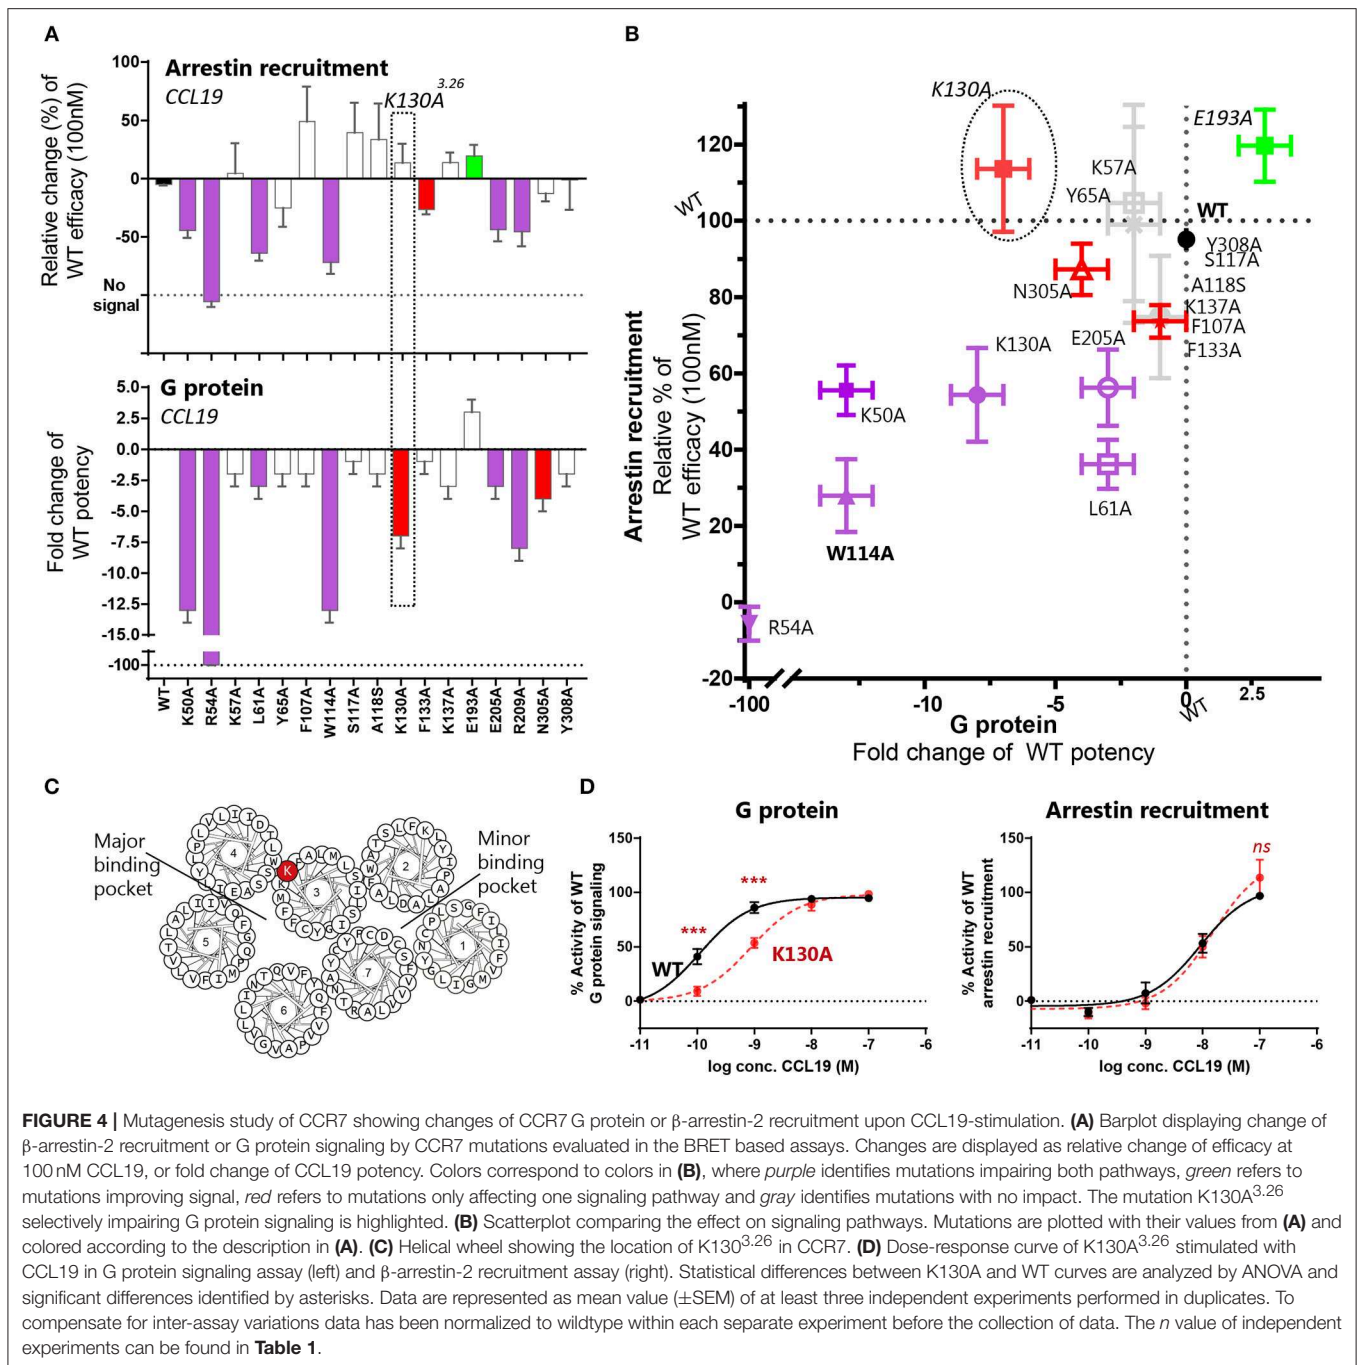 A
Arrestin recruitment
CCL19
K130A3.26
Relative change (%) of
WT efficacy (100nM)
100
50
0
-50
No
signal
G protein
CCL19
Fold change of
WT potency
5.0
2.5
0.0
-2.5
-5.0
-7.5
-10.0
-12.5
-15.0
-100
WT
K50A
R54A
K57A
L61A
Y65A
F107A
W114A
S117A
A118S
K130A
F133A
K137A
E193A
E205A
R209A
N305A
Y308A
B
K130A
E193A
K57A
Y65A
WT
WT
Y308A
S117A
A118S
K137A
F107A
F133A
N305A
K130A
E205A
K50A
L61A
W114A
R54A
Arrestin recruitment
Relative % of
WT efficacy (100nM)
120
100
80
60
40
20
0
-20
-100
-10
-5
0
2.5
WT
G protein
Fold change of WT potency
C
Major
binding
pocket
Minor
binding
pocket
K
1
2
3
4
5
6
7
D
G protein
% Activity of WT
G protein signaling
150
100
50
0
***
***
WT
K130A
-11 -10 -9 -8 -7 -6
log conc. CCL19 (M)
Arrestin recruitment
% Activity of WT
arrestin recruitment
150
100
50
0
ns
-11 -10 -9 -8 -7 -6
log conc. CCL19 (M)
FIGURE 4 | Mutagenesis study of CCR7 showing changes of CCR7 G protein or β-arrestin-2 recruitment upon CCL19-stimulation. (A) Barplot displaying change of
β-arrestin-2 recruitment or G protein signaling by CCR7 mutations evaluated in the BRET based assays. Changes are displayed as relative change of efficacy at
100 nM CCL19, or fold change of CCL19 potency. Colors correspond to colors in (B), where purple identifies mutations impairing both pathways, green refers to
mutations improving signal, red refers to mutations only affecting one signaling pathway and gray identifies mutations with no impact. The mutation K130A3.26
selectively impairing G protein signaling is highlighted. (B) Scatterplot comparing the effect on signaling pathways. Mutations are plotted with their values from (A) and
colored according to the description in (A). (C) Helical wheel showing the location of K1303.26 in CCR7. (D) Dose-response curve of K130A3.26 stimulated with
CCL19 in G protein signaling assay (left) and β-arrestin-2 recruitment assay (right). Statistical differences between K130A and WT curves are analyzed by ANOVA and
significant differences identified by asterisks. Data are represented as mean value (±SEM) of at least three independent experiments performed in duplicates. To
compensate for inter-assay variations data has been normalized to wildtype within each separate experiment before the collection of data. The n value of independent
experiments can be found in Table 1.